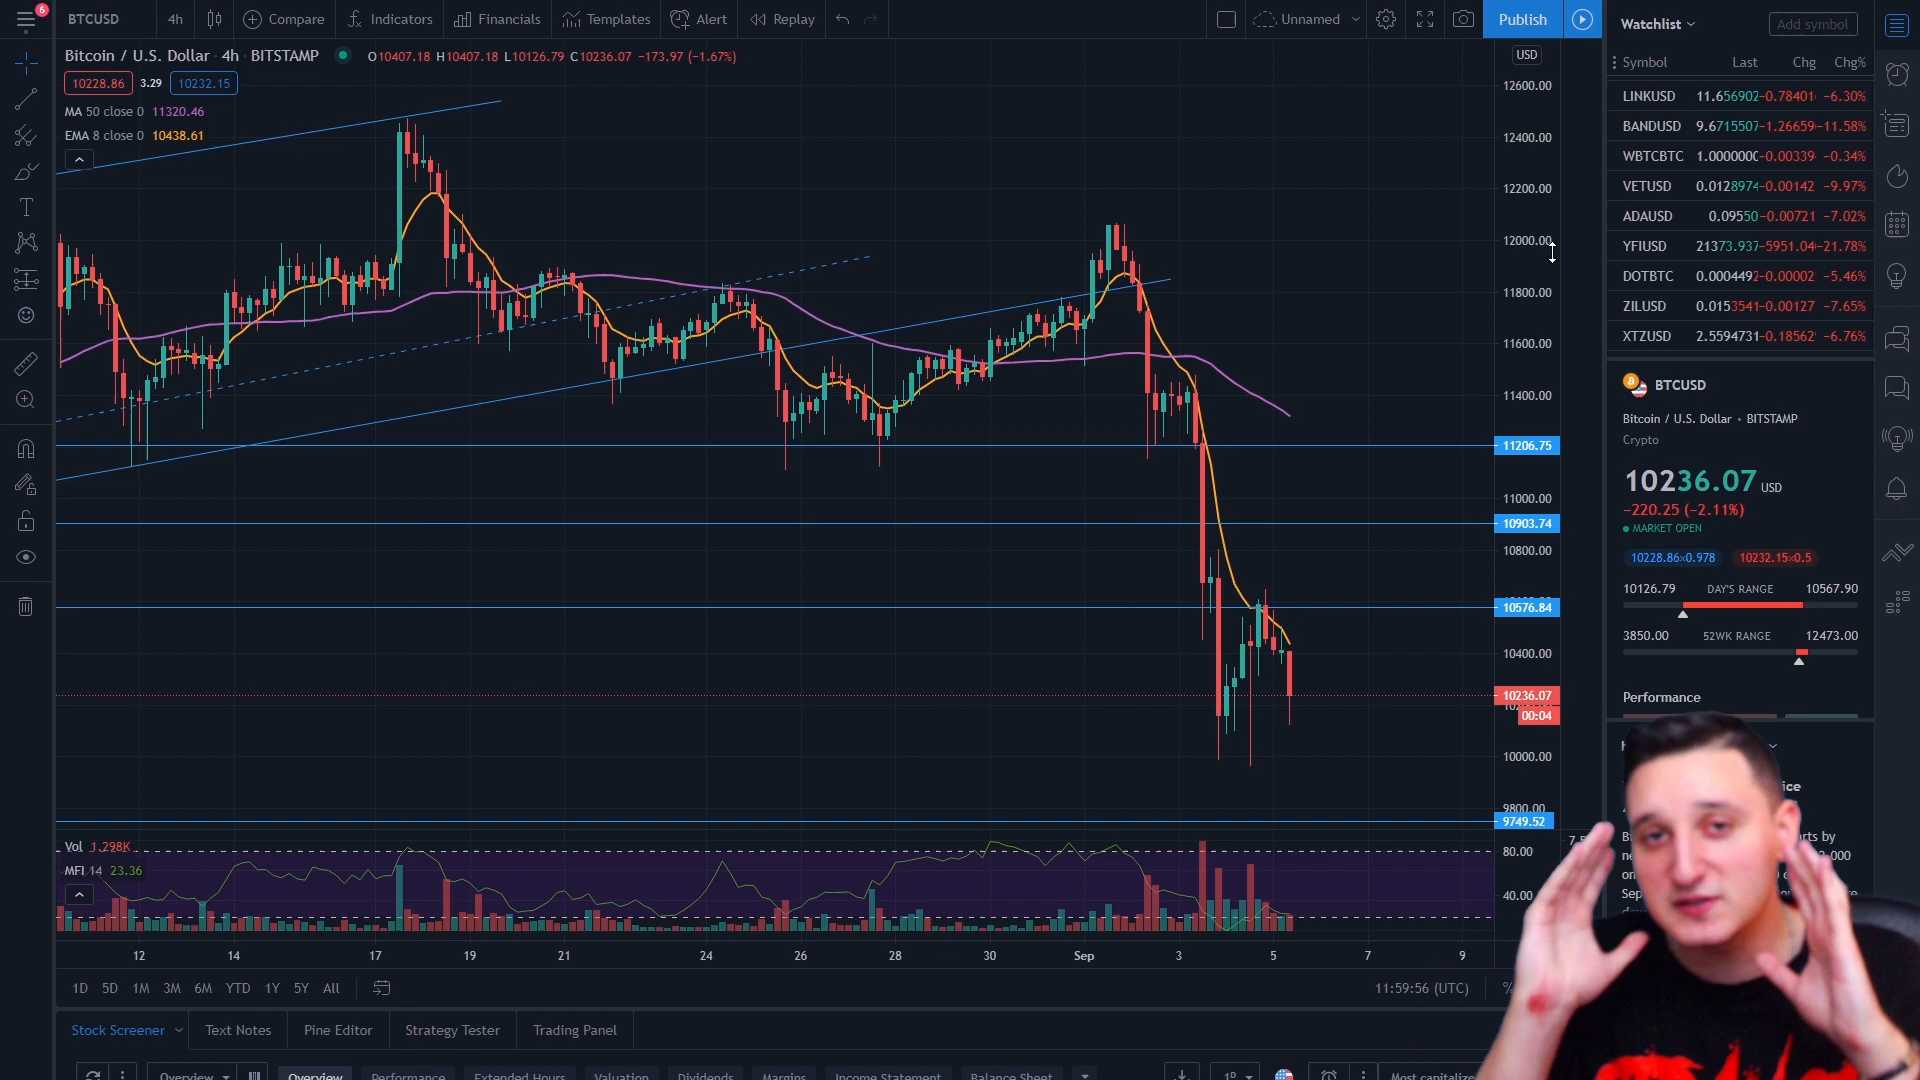 6
BTCUSD 4h Compare Indicators Financials Templates Alert Replay Unnamed Publish
Bitcoin / U.S. Dollar · 4h · BITSTAMP O10407.18 H10407.18 L10126.79 C10236.07 −173.97 (−1.67%)
10228.86 3.29 10232.15
MA 50 close 0 11320.46
EMA 8 close 0 10438.61
USD
12600.00
12400.00
12200.00
12000.00
11800.00
11600.00
11400.00
11206.75
11000.00
10903.74
10800.00
10576.84
10400.00
10236.07
00:04
10000.00
9800.00
9749.52
Vol 1.298K
MFI 14 23.36
80.00
40.00
12 14 17 19 21 24 26 28 30 Sep 3 5 7 9
1D 5D 1M 3M 6M YTD 1Y 5Y All 11:59:56 (UTC) %
Stock Screener Text Notes Pine Editor Strategy Tester Trading Panel
Overview Overview Performance Extended Hours Valuation Dividends Margins Income Statement Balance Sheet 1D Most capitalize
Watchlist Add symbol
Symbol Last Chg Chg%
LINKUSD 11.656902 −0.78401 −6.30%
BANDUSD 9.6715507 −1.26659 −11.58%
WBTCBTC 1.0000000 −0.00339 −0.34%
VETUSD 0.0128974 −0.00142 −9.97%
ADAUSD 0.09550 −0.00721 −7.02%
YFIUSD 21373.937 −5951.04 −21.78%
DOTBTC 0.0004492 −0.00002 −5.46%
ZILUSD 0.0153541 −0.00127 −7.65%
XTZUSD 2.5594731 −0.18562 −6.76%
BTCUSD
Bitcoin / U.S. Dollar • BITSTAMP
Crypto
10236.07 USD
−220.25 (−2.11%)
MARKET OPEN
10228.86×0.978 10232.15×0.5
10126.79 DAY'S RANGE 10567.90
3850.00 52WK RANGE 12473.00
Performance